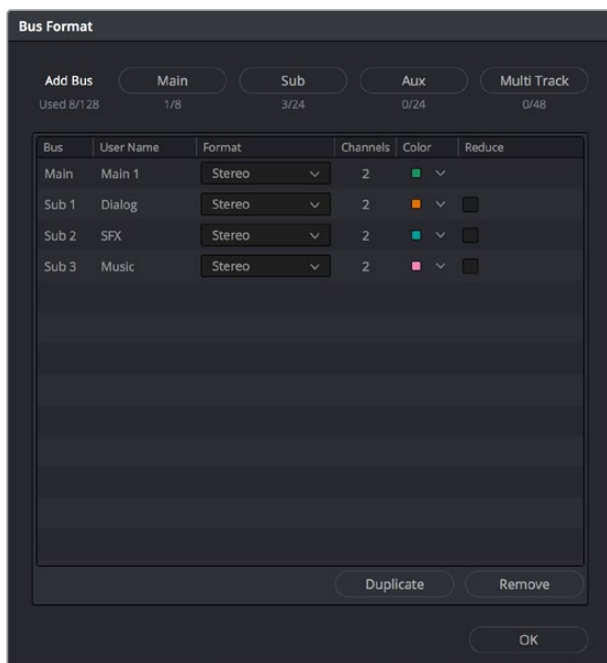 Bus Format
Add Bus Main Sub Aux Multi Track
Used 8/128 1/8 3/24 0/24 0/48
Bus User Name Format Channels Color Reduce
Main Main 1 Stereo 2
Sub 1 Dialog Stereo 2
Sub 2 SFX Stereo 2
Sub 3 Music Stereo 2
Duplicate Remove
OK